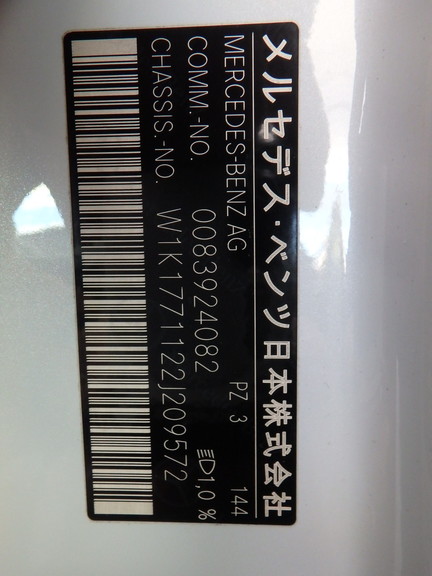 メルセデス・ベンツ日本株式会社
MERCEDES-BENZ AG PZ 3 144
COMM.-NO. 0083924082 1,0 %
CHASSIS.-NO. W1K1771122J209572